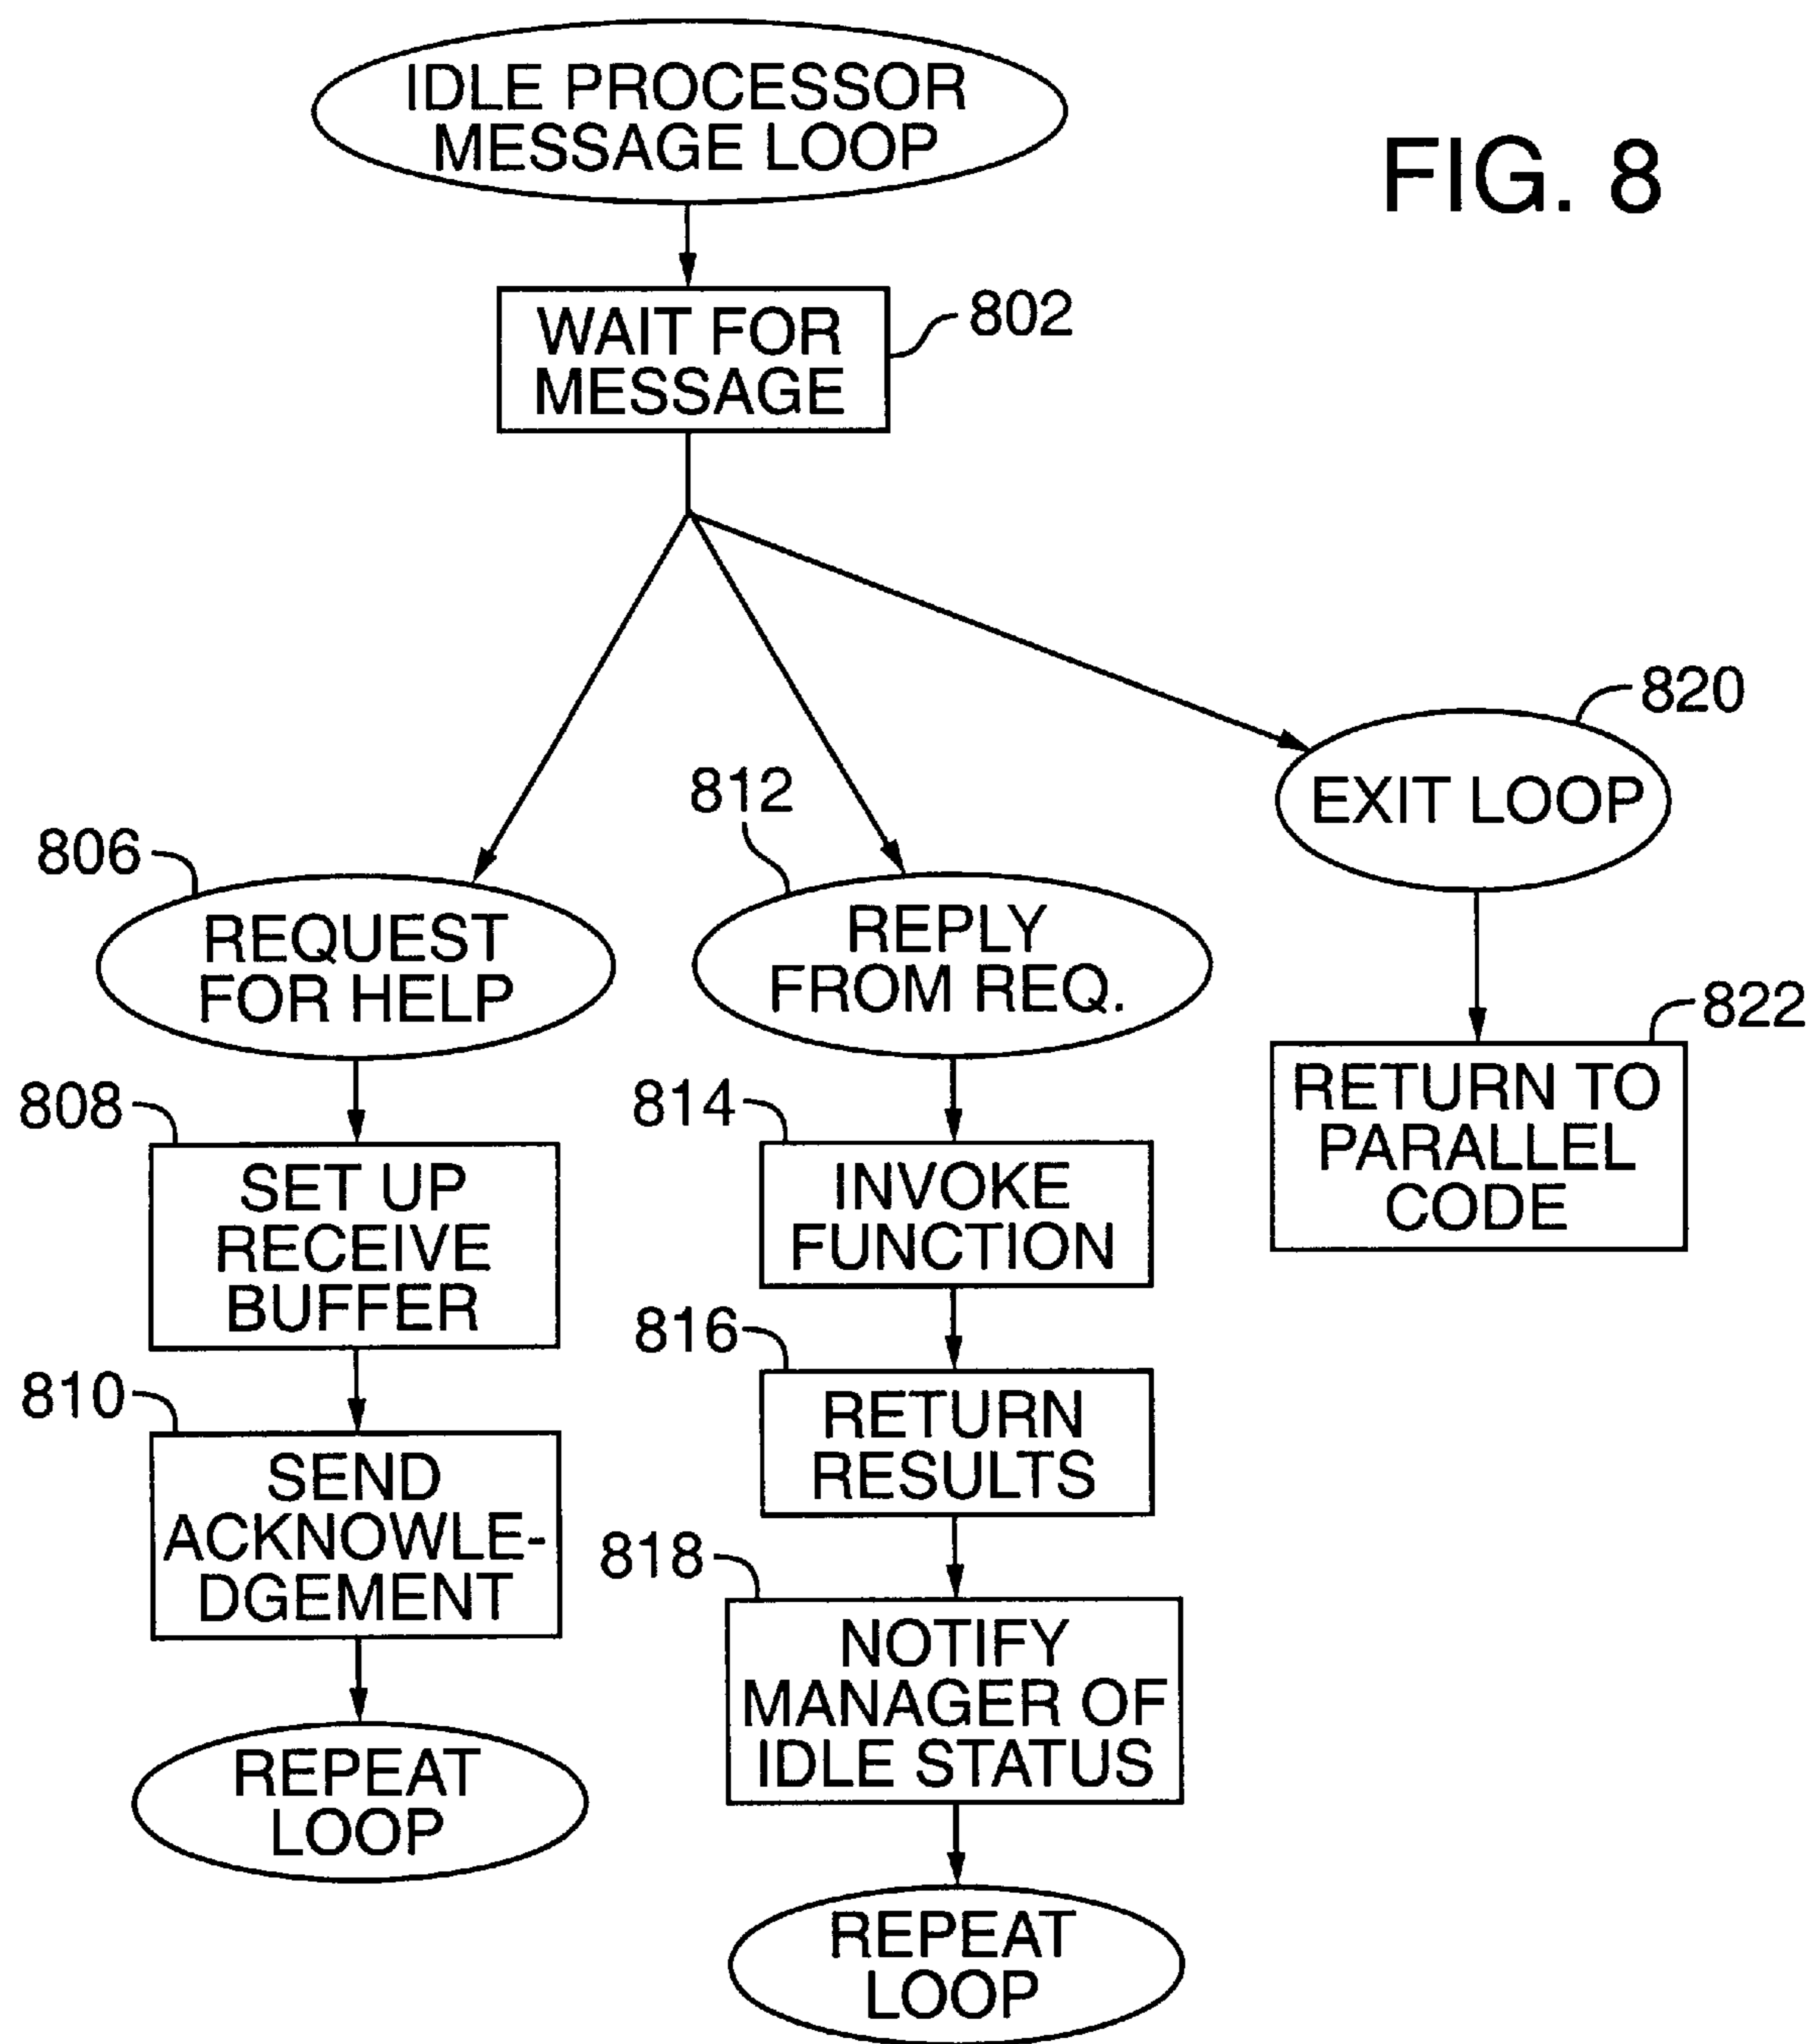 IDLE PROCESSOR
MESSAGE LOOP
FIG. 8
WAIT FOR
MESSAGE
802
806
REQUEST
FOR HELP
808
SET UP
RECEIVE
BUFFER
810
SEND
ACKNOWLE-
DGEMENT
REPEAT
LOOP
812
REPLY
FROM REQ.
814
INVOKE
FUNCTION
816
RETURN
RESULTS
818
NOTIFY
MANAGER OF
IDLE STATUS
REPEAT
LOOP
820
EXIT LOOP
822
RETURN TO
PARALLEL
CODE